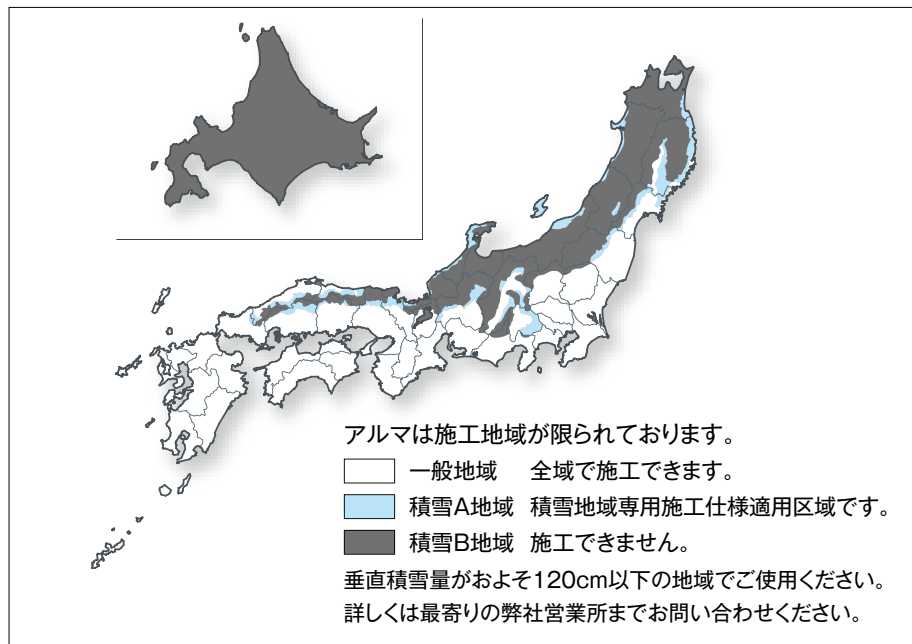 アルマは施工地域が限られております。
一般地域 全域で施工できます。
積雪A地域 積雪地域専用施工仕様適用区域です。
積雪B地域 施工できません。
垂直積雪量がおよそ120cm以下の地域でご使用ください。
詳しくは最寄りの弊社営業所までお問い合わせください。